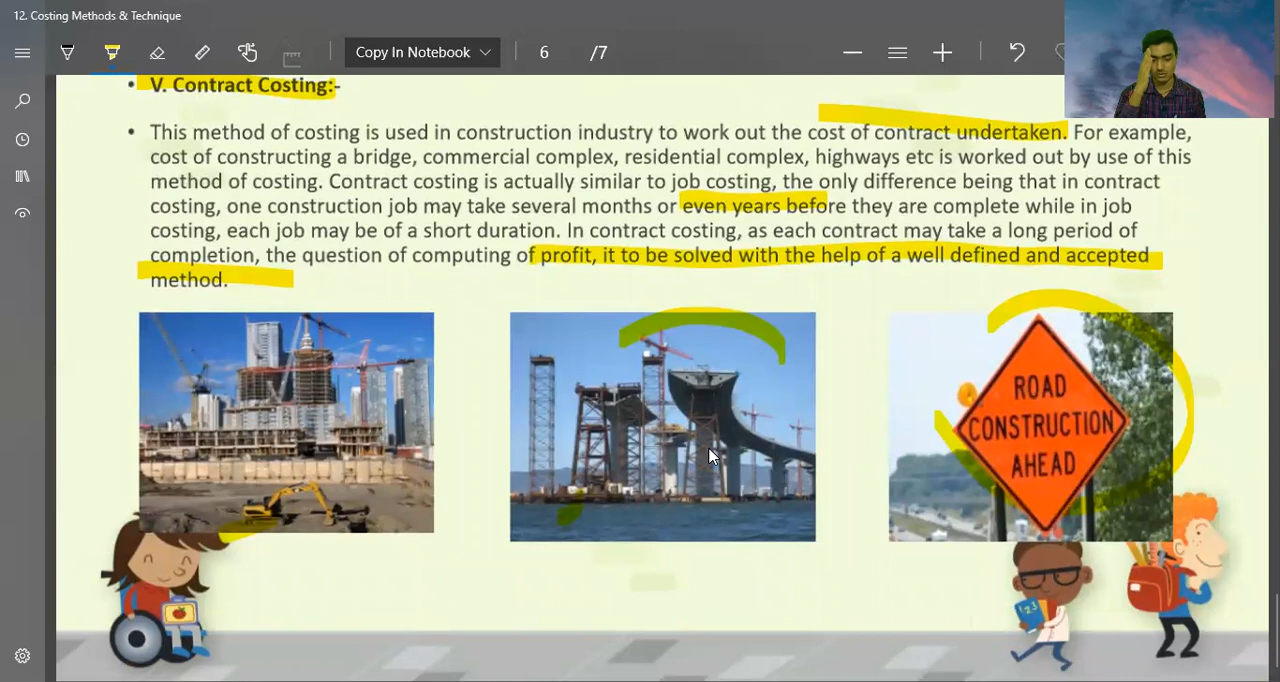 12. Costing Methods & Technique
Copy In Notebook
6 /7
• V. Contract Costing:-
• This method of costing is used in construction industry to work out the cost of contract undertaken. For example,
cost of constructing a bridge, commercial complex, residential complex, highways etc is worked out by use of this
method of costing. Contract costing is actually similar to job costing, the only difference being that in contract
costing, one construction job may take several months or even years before they are complete while in job
costing, each job may be of a short duration. In contract costing, as each contract may take a long period of
completion, the question of computing of profit, it to be solved with the help of a well defined and accepted
method.
ROAD
CONSTRUCTION
AHEAD
1 2 3